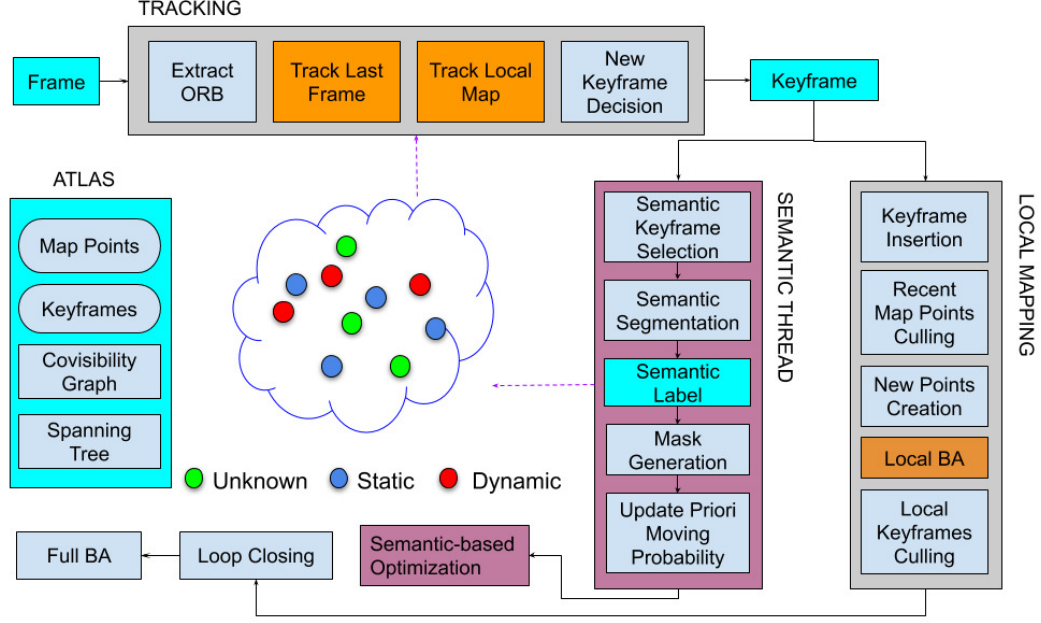 TRACKING
Frame
Extract
ORB
Track Last
Frame
Track Local
Map
New
Keyframe
Decision
Keyframe
ATLAS
Map Points
Keyframes
Covisibility
Graph
Spanning
Tree
Unknown
Static
Dynamic
SEMANTIC THREAD
Semantic
Keyframe
Selection
Semantic
Segmentation
Semantic
Label
Mask
Generation
Update Priori
Moving
Probability
LOCAL MAPPING
Keyframe
Insertion
Recent
Map Points
Culling
New Points
Creation
Local BA
Local
Keyframes
Culling
Full BA
Loop Closing
Semantic-based
Optimization